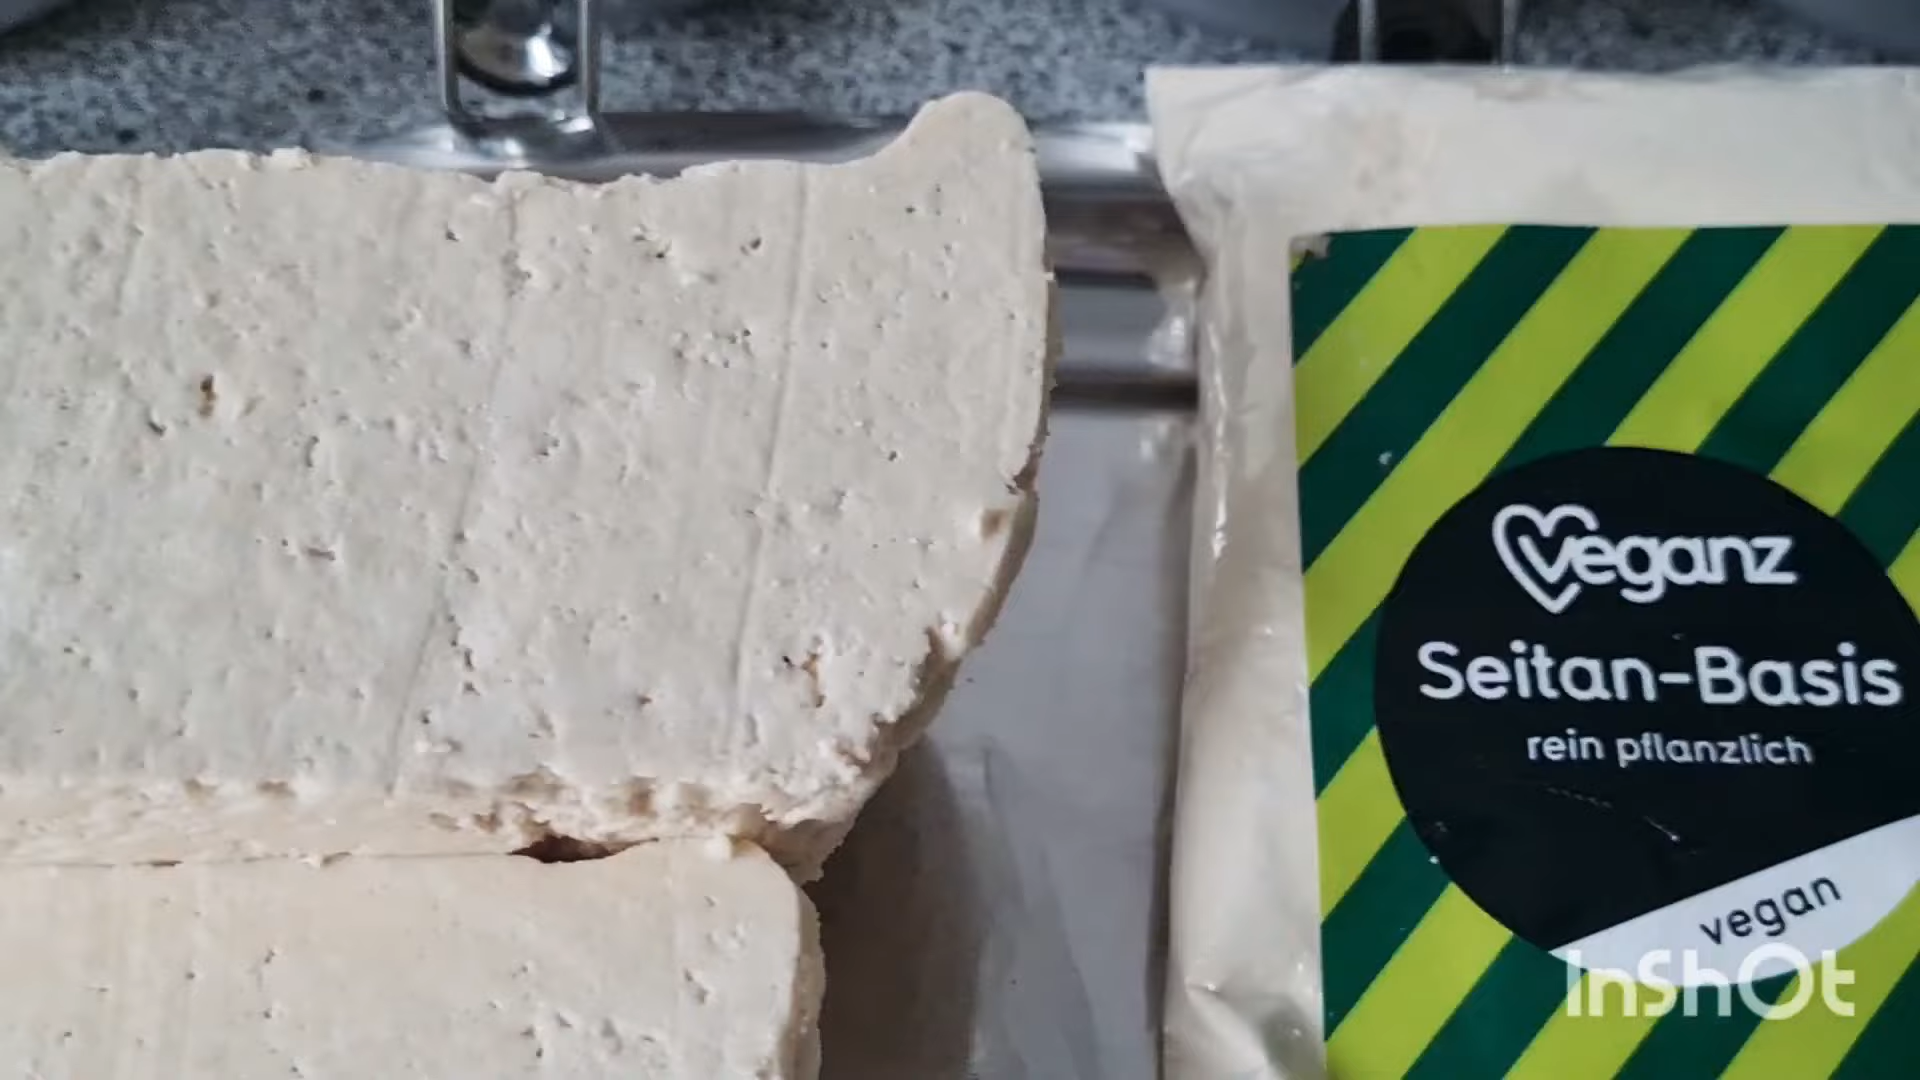 veganz
Seitan-Basis
rein pflanzlich
vegan
InShOt